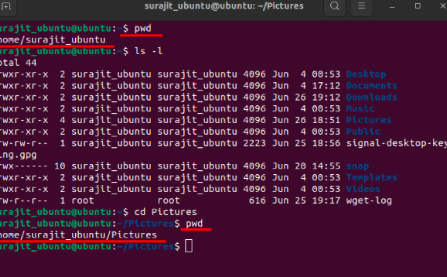 surajit_ubuntu@ubuntu: ~/Pictures
surajit_ubuntu@ubuntu:~$ pwd
home/surajit_ubuntu
surajit_ubuntu@ubuntu:~$ ls -l
total 44
rwxr-xr-x 2 surajit_ubuntu surajit_ubuntu 4096 Jun 4 00:53 Desktop
rwxr-xr-x 2 surajit_ubuntu surajit_ubuntu 4096 Jun 4 17:12 Documents
rwxr-xr-x 2 surajit_ubuntu surajit_ubuntu 4096 Jun 26 19:12 Downloads
rwxr-xr-x 2 surajit_ubuntu surajit_ubuntu 4096 Jun 4 00:53 Music
rwxr-xr-x 4 surajit_ubuntu surajit_ubuntu 4096 Jun 26 18:51 Pictures
rwxr-xr-x 2 surajit_ubuntu surajit_ubuntu 4096 Jun 4 00:53 Public
rw-rw-r-- 1 surajit_ubuntu surajit_ubuntu 2223 Jun 25 18:56 signal-desktop-key
ing.gpg
rwx------ 10 surajit_ubuntu surajit_ubuntu 4096 Jun 20 14:55 snap
rwxr-xr-x 2 surajit_ubuntu surajit_ubuntu 4096 Jun 4 00:53 Templates
rwxr-xr-x 2 surajit_ubuntu surajit_ubuntu 4096 Jun 4 00:53 Videos
rw-r--r-- 1 root root 616 Jun 25 19:17 wget-log
surajit_ubuntu@ubuntu:~$ cd Pictures
surajit_ubuntu@ubuntu:~/Pictures$ pwd
home/surajit_ubuntu/Pictures
surajit_ubuntu@ubuntu:~/Pictures$